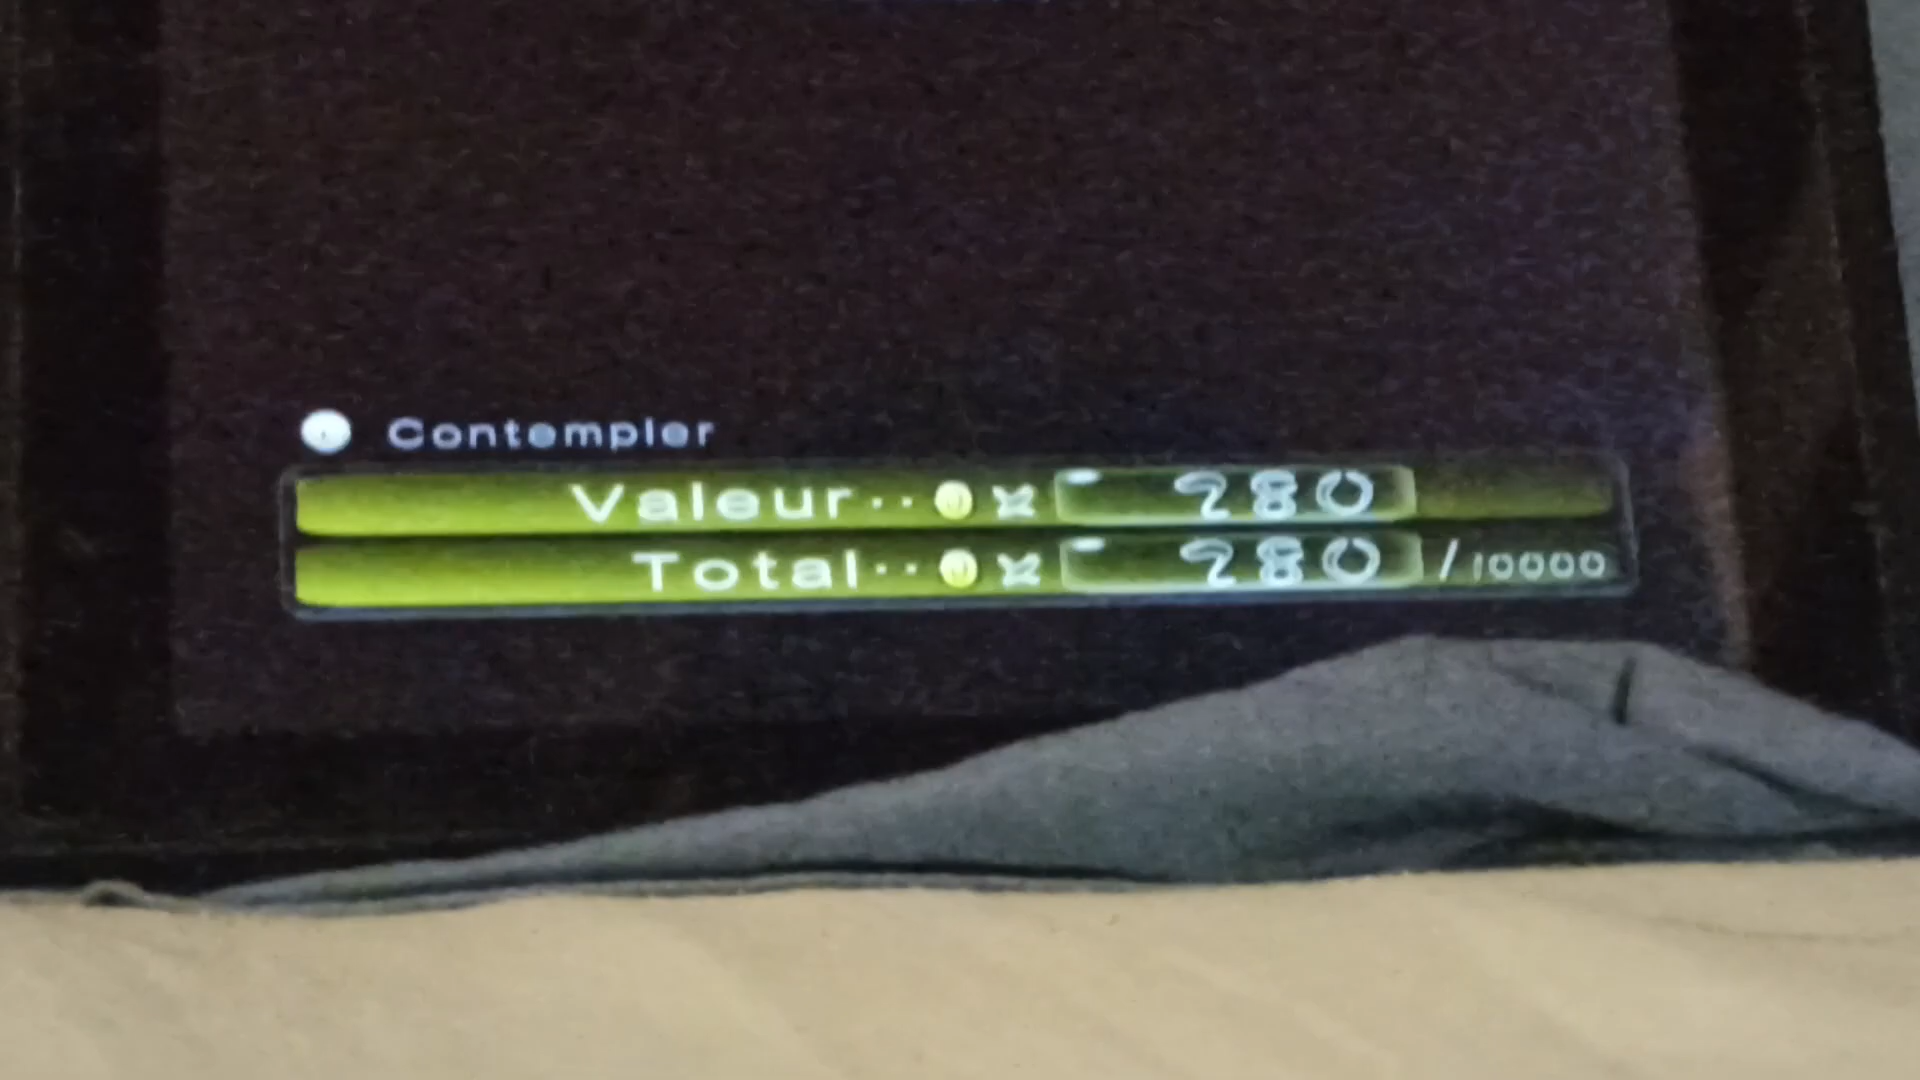 Contempler
Valeur·· x 280
Total·· x 280 /10000